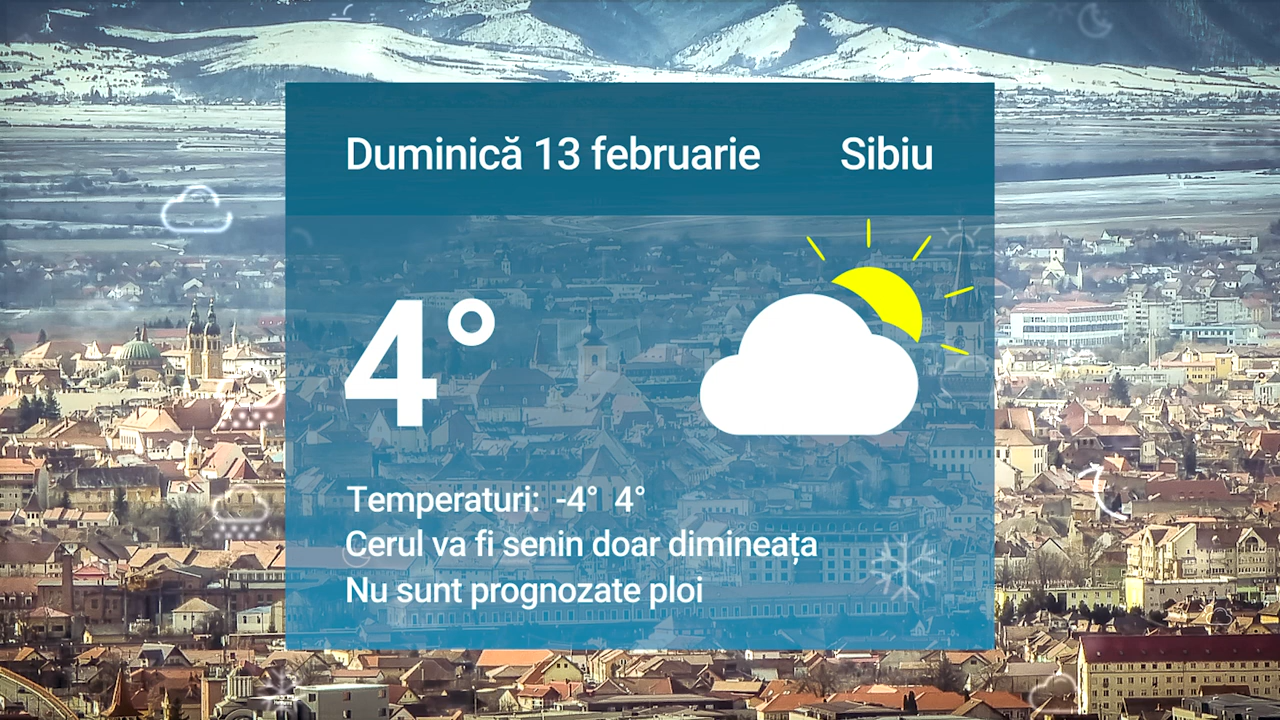 Duminică 13 februarie Sibiu
4°
Temperaturi: -4° 4°
Cerul va fi senin doar dimineața
Nu sunt prognozate ploi